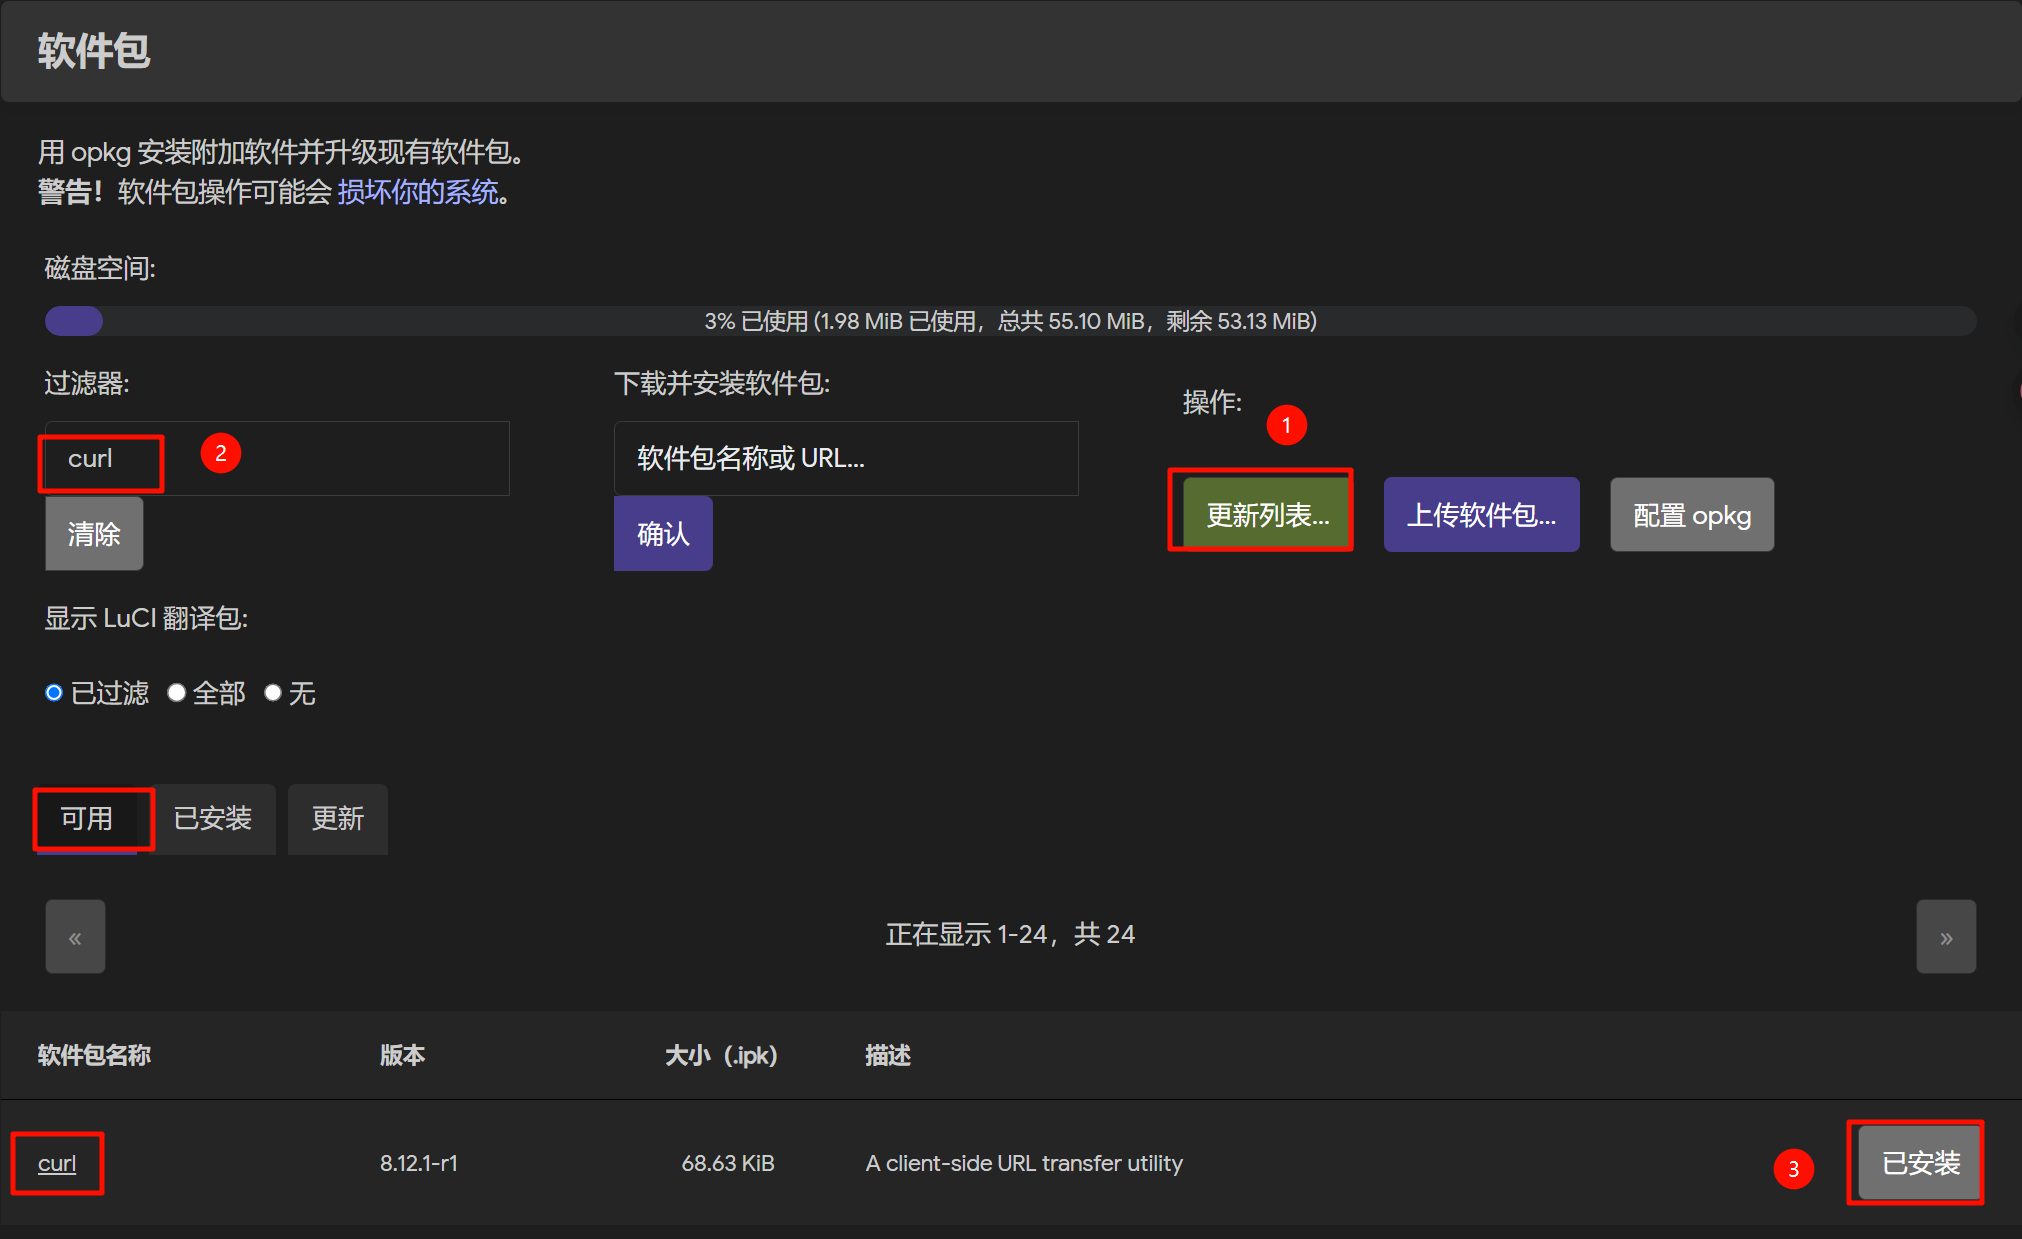 软件包
用 opkg 安装附加软件并升级现有软件包。
警告！软件包操作可能会 损坏你的系统。
磁盘空间:
3% 已使用 (1.98 MiB 已使用，总共 55.10 MiB，剩余 53.13 MiB)
过滤器:
curl
2
清除
下载并安装软件包:
软件包名称或 URL...
确认
操作:
1
更新列表...
上传软件包...
配置 opkg
显示 LuCI 翻译包:
已过滤 全部 无
可用 已安装 更新
«
正在显示 1-24，共 24
»
软件包名称 版本 大小（.ipk） 描述
curl 8.12.1-r1 68.63 KiB A client-side URL transfer utility 3 已安装